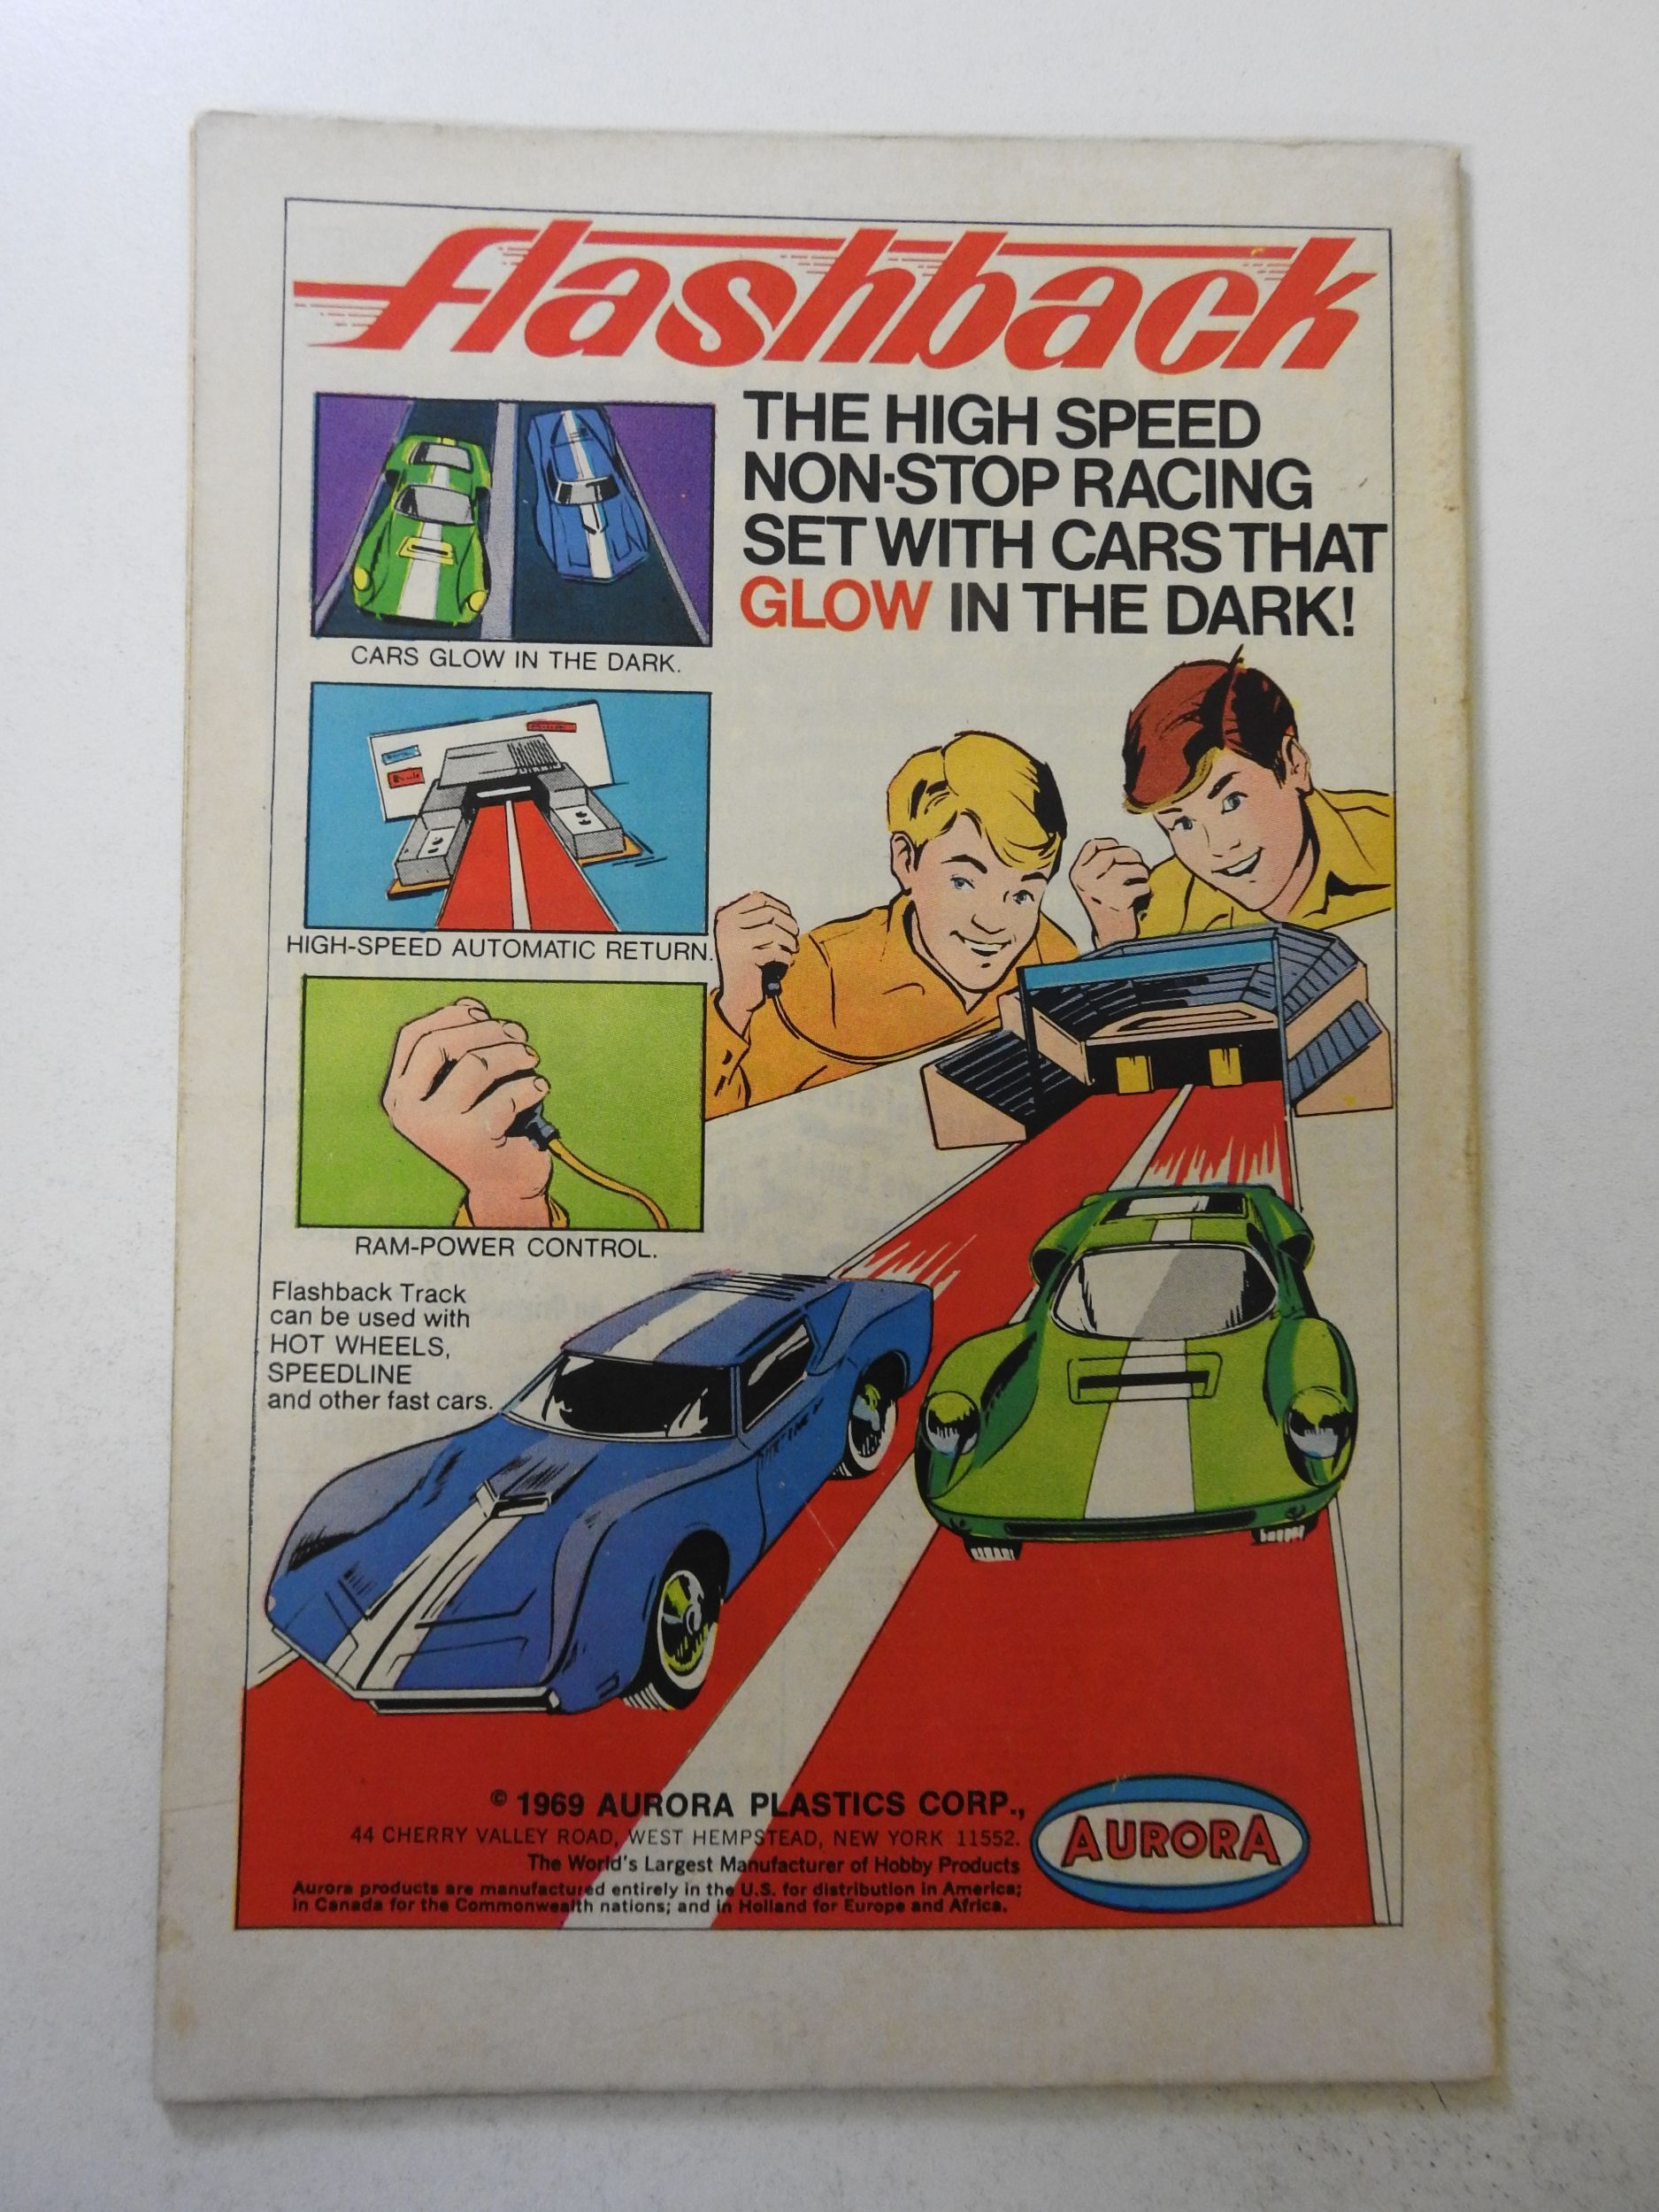 flashback
THE HIGH SPEED
NON-STOP RACING
SET WITH CARS THAT
GLOW IN THE DARK!
CARS GLOW IN THE DARK.
HIGH-SPEED AUTOMATIC RETURN.
RAM-POWER CONTROL.
Flashback Track
can be used with
HOT WHEELS,
SPEEDLINE
and other fast cars.
© 1969 AURORA PLASTICS CORP.,
44 CHERRY VALLEY ROAD, WEST HEMPSTEAD, NEW YORK 11552.
The World's Largest Manufacturer of Hobby Products
Aurora products are manufactured entirely in the U.S. for distribution in America;
in Canada for the Commonwealth nations; and in Holland for Europe and Africa.
AURORA